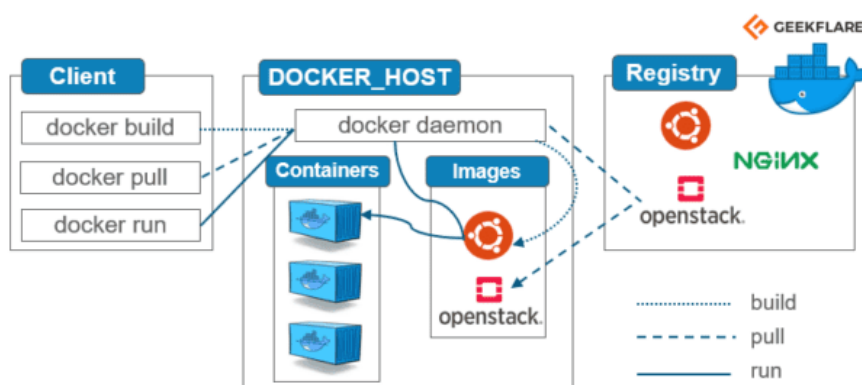 GEEKFLARE
Client
docker build
docker pull
docker run
DOCKER_HOST
docker daemon
Containers
Images
openstack.
Registry
NGINX
openstack.
build
pull
run